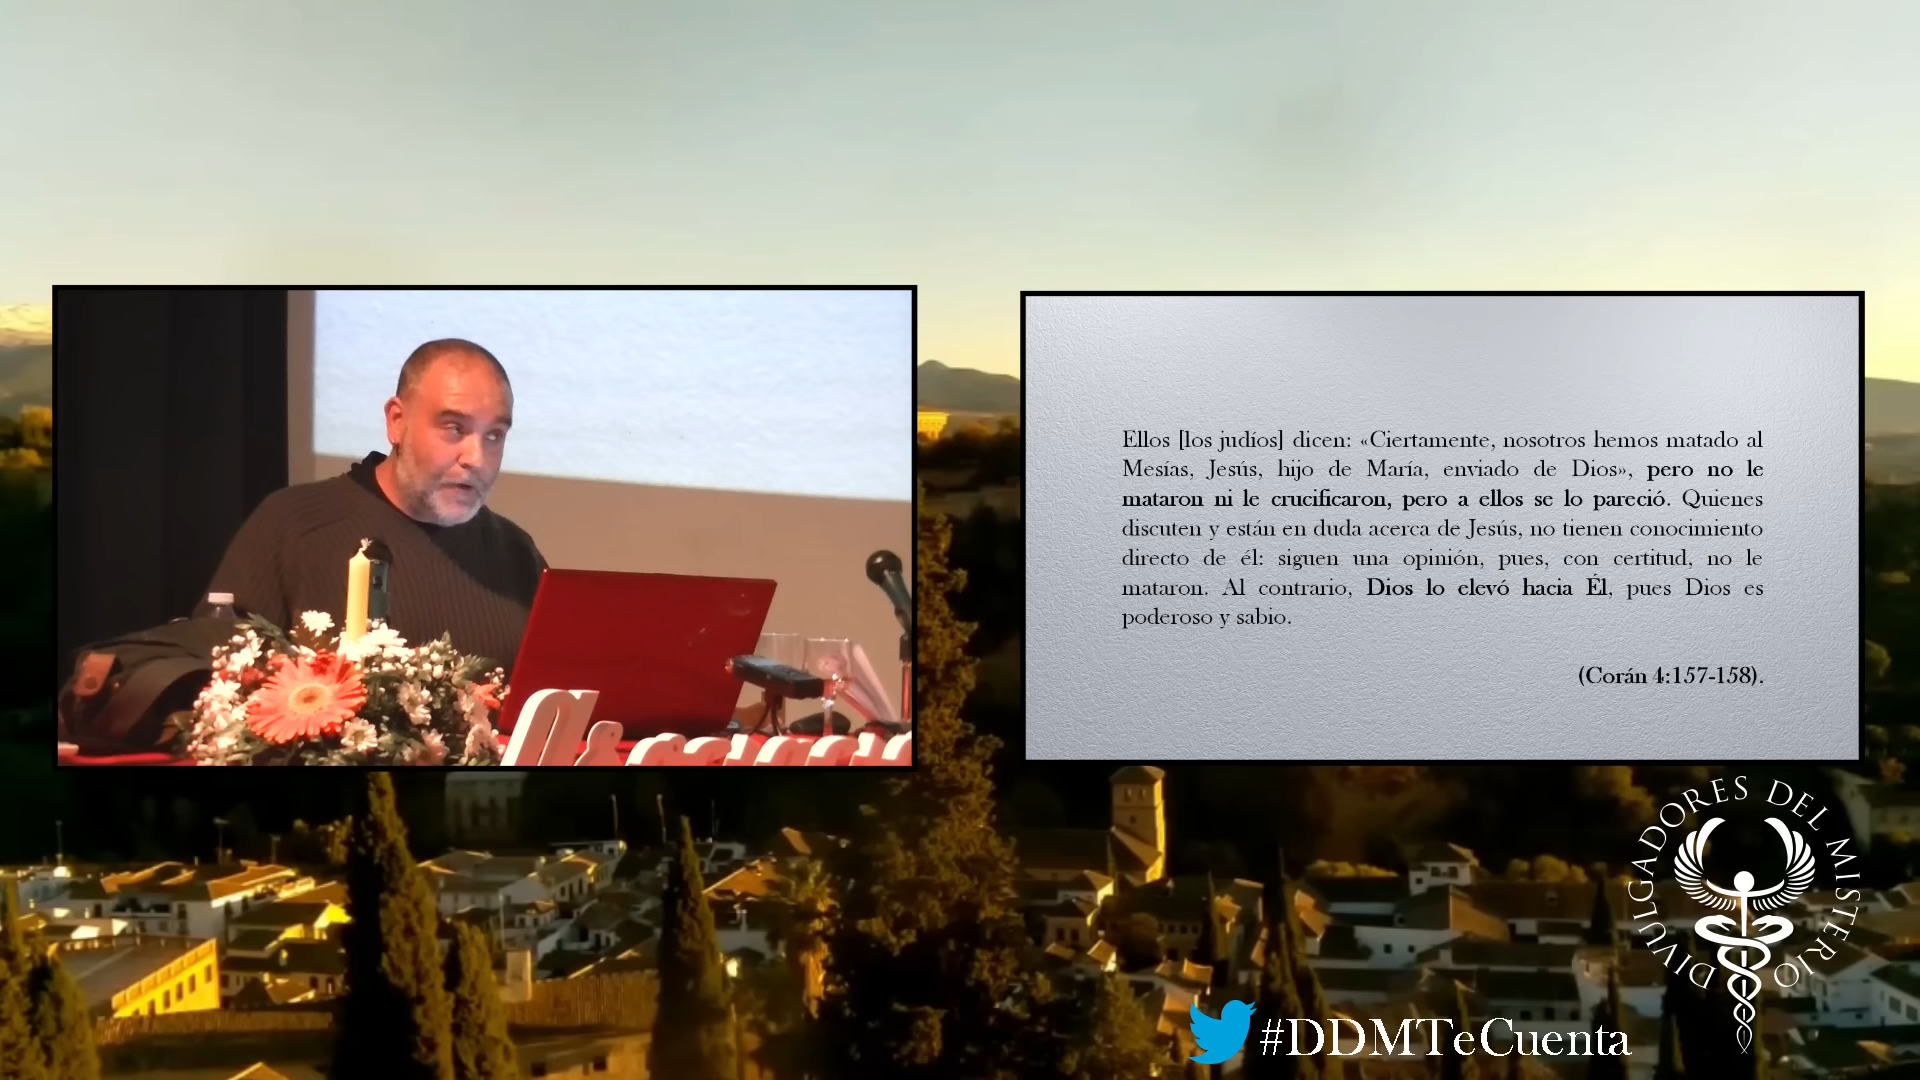 Ellos [los judíos] dicen: «Ciertamente, nosotros hemos matado al
Mesías, Jesús, hijo de María, enviado de Dios», pero no le
mataron ni le crucificaron, pero a ellos se lo pareció. Quienes
discuten y están en duda acerca de Jesús, no tienen conocimiento
directo de él: siguen una opinión, pues, con certitud, no le
mataron. Al contrario, Dios lo elevó hacia Él, pues Dios es
poderoso y sabio.
(Corán 4:157-158).
DIVULGADORES DEL MISTERIO
#DDMTeCuenta